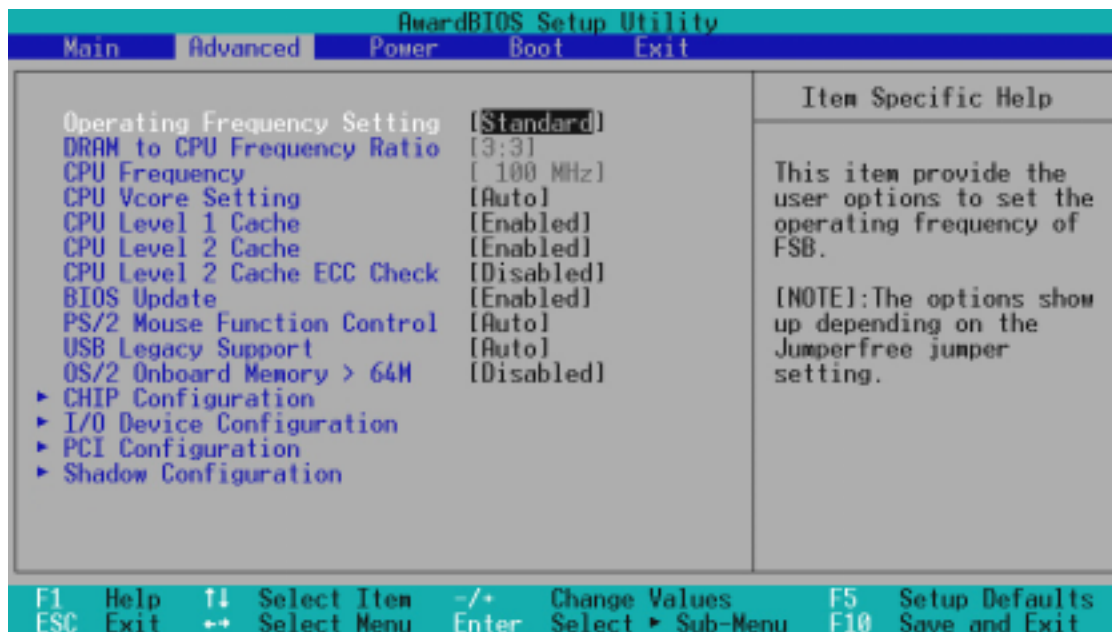 AwardBIOS Setup Utility
Main Advanced Power Boot Exit
Item Specific Help
Operating Frequency Setting [Standard]
DRAM to CPU Frequency Ratio [3:3]
CPU Frequency [ 100 MHz]
CPU Vcore Setting [Auto]
CPU Level 1 Cache [Enabled]
CPU Level 2 Cache [Enabled]
CPU Level 2 Cache ECC Check [Disabled]
BIOS Update [Enabled]
PS/2 Mouse Function Control [Auto]
USB Legacy Support [Auto]
OS/2 Onboard Memory > 64M [Disabled]
► CHIP Configuration
► I/O Device Configuration
► PCI Configuration
► Shadow Configuration
This item provide the
user options to set the
operating frequency of
FSB.
[NOTE]:The options show
up depending on the
Jumperfree jumper
setting.
F1 Help ↑↓ Select Item -/+ Change Values F5 Setup Defaults
ESC Exit ←→ Select Menu Enter Select ► Sub-Menu F10 Save and Exit